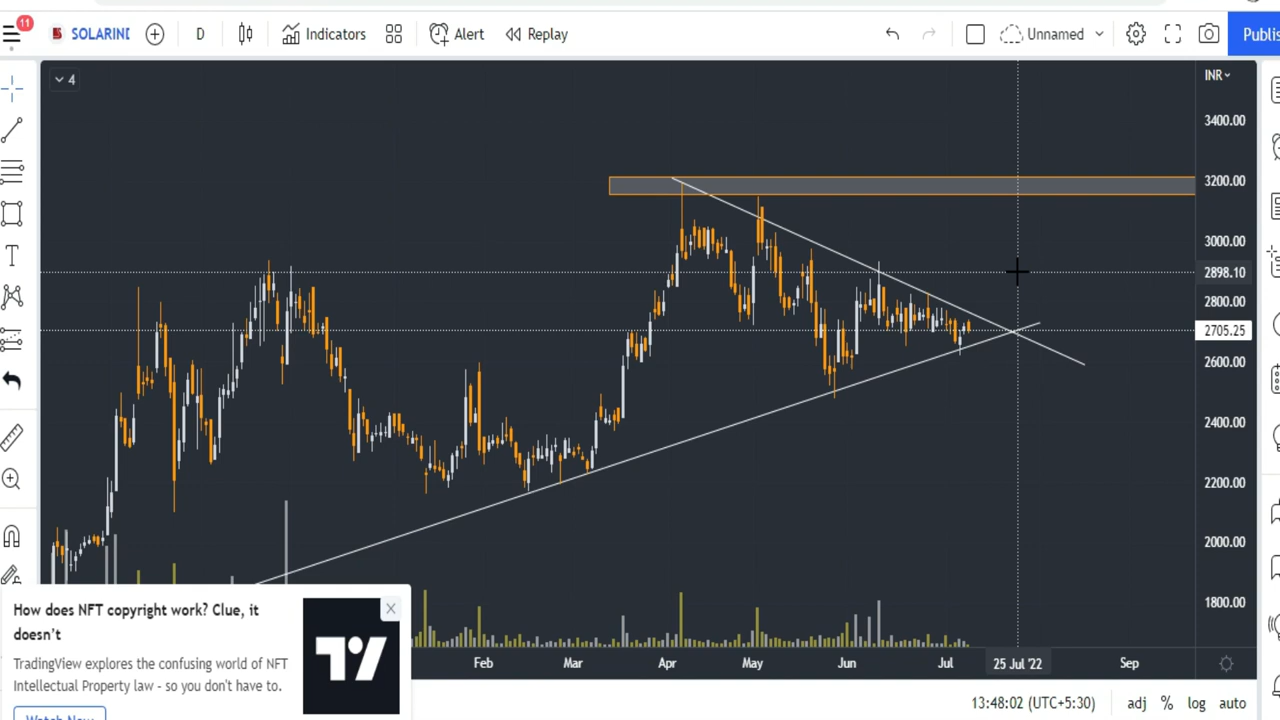 11
SOLARINI
D
Indicators
Alert
Replay
Unnamed
Publis
4
INR
3400.00
3200.00
3000.00
2898.10
2800.00
2705.25
2600.00
2400.00
2200.00
2000.00
1800.00
How does NFT copyright work? Clue, it
doesn't
TradingView explores the confusing world of NFT
Intellectual Property law - so you don't have to.
Watch Now
Feb
Mar
Apr
May
Jun
Jul
25 Jul '22
Sep
13:48:02 (UTC+5:30)
adj
%
log
auto